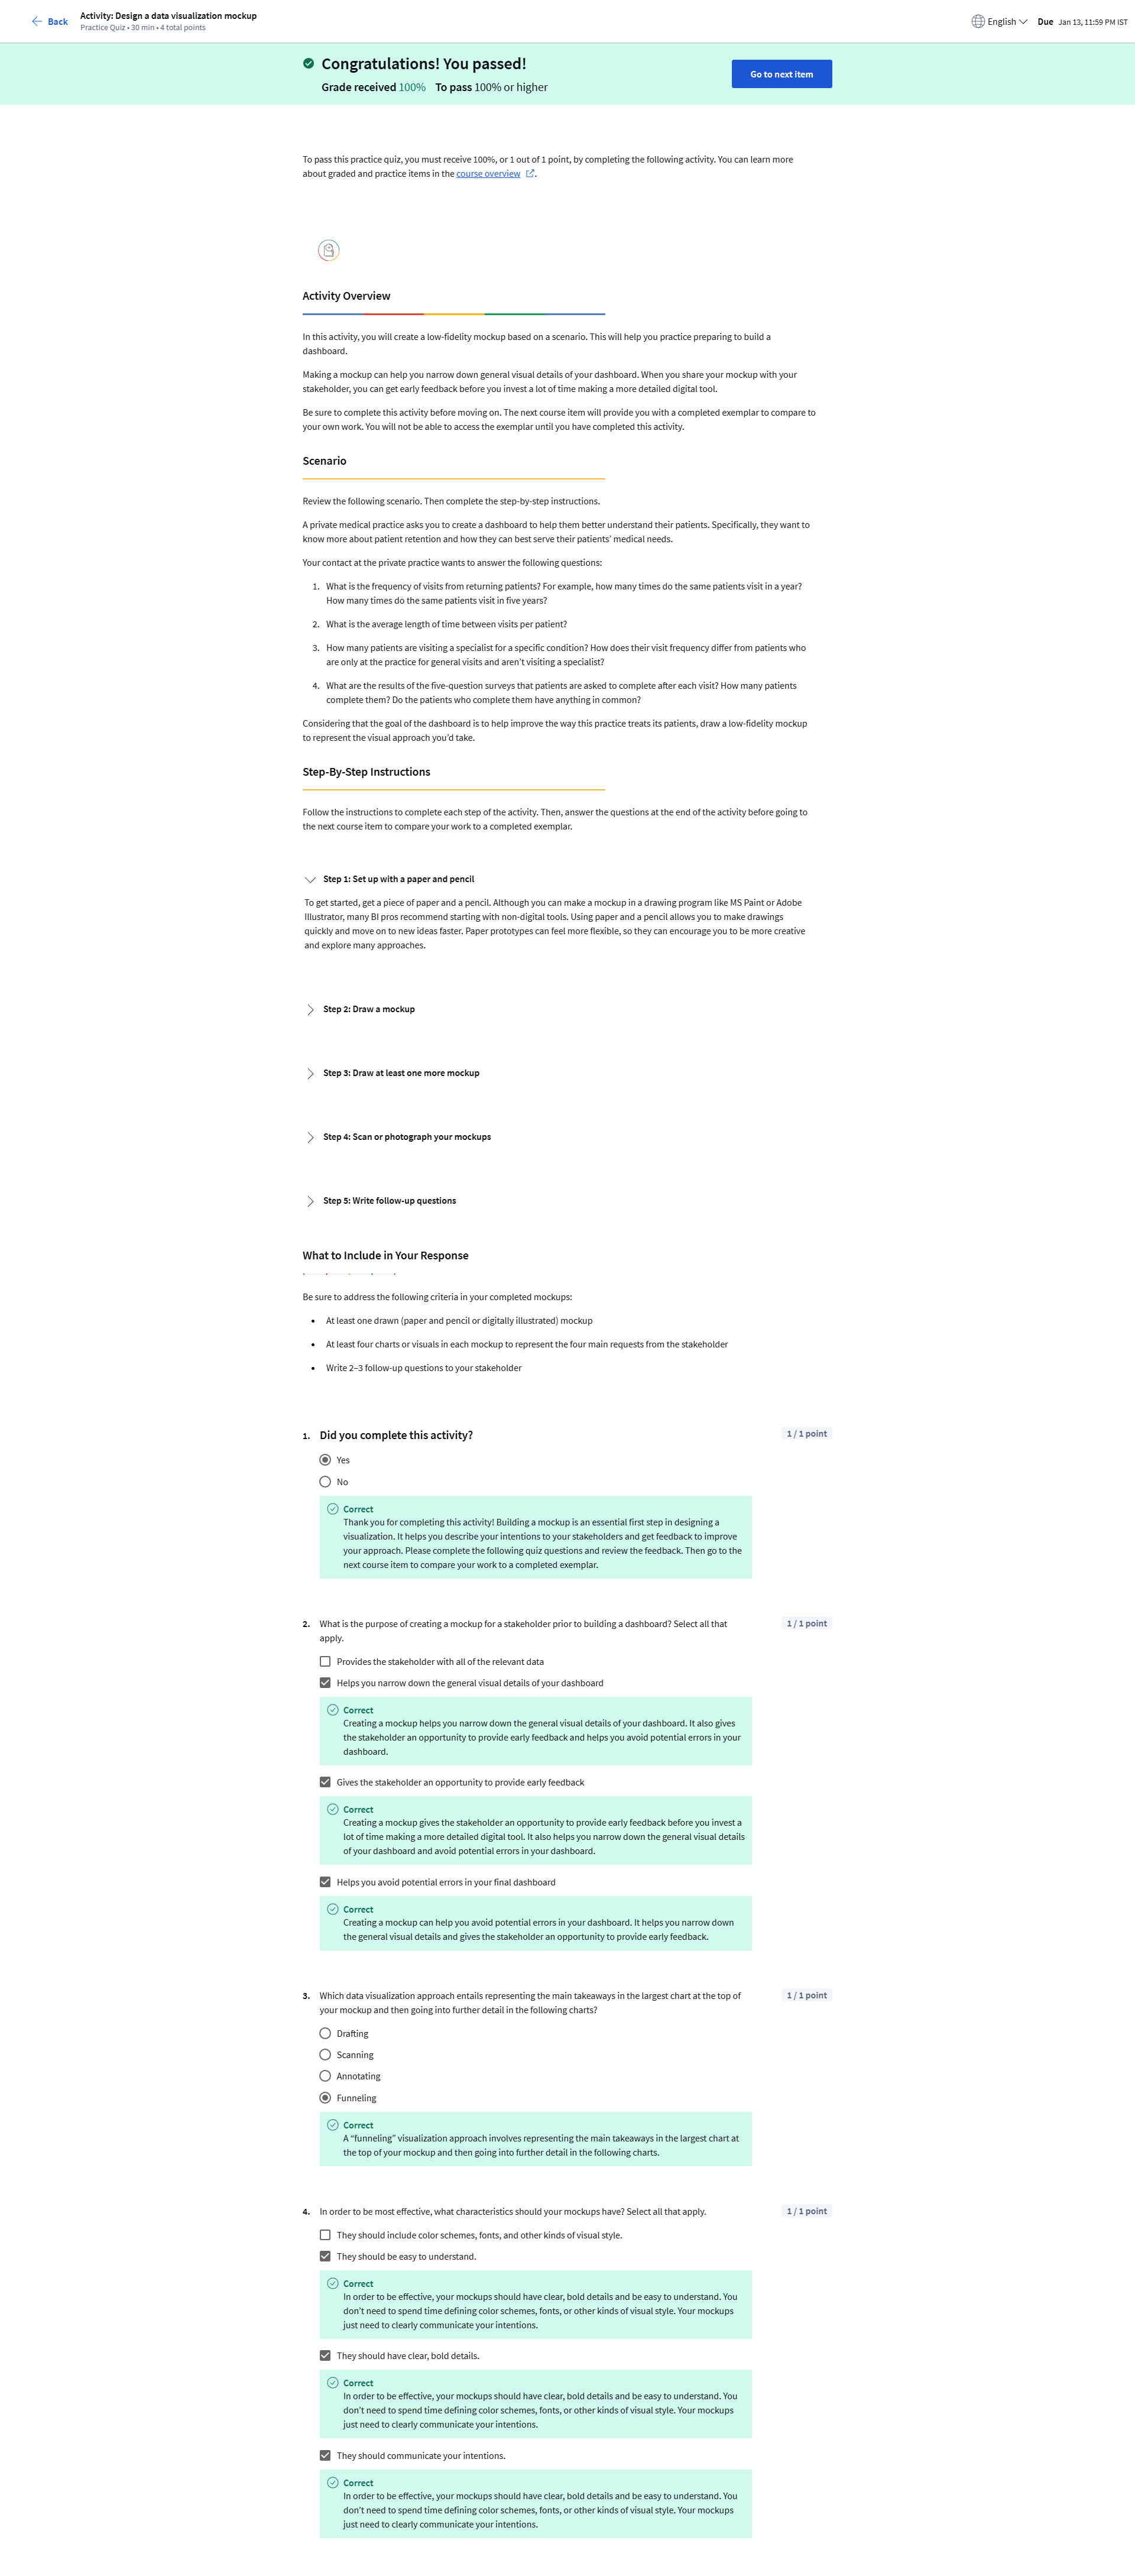 Back
Activity: Design a data visualization mockup
Practice Quiz • 30 min • 4 total points
English
Due Jan 13, 11:59 PM IST
Congratulations! You passed!
Grade received 100% To pass 100% or higher
Go to next item
To pass this practice quiz, you must receive 100%, or 1 out of 1 point, by completing the following activity. You can learn more
about graded and practice items in the course overview .
Activity Overview
In this activity, you will create a low-fidelity mockup based on a scenario. This will help you practice preparing to build a
dashboard.
Making a mockup can help you narrow down general visual details of your dashboard. When you share your mockup with your
stakeholder, you can get early feedback before you invest a lot of time making a more detailed digital tool.
Be sure to complete this activity before moving on. The next course item will provide you with a completed exemplar to compare to
your own work. You will not be able to access the exemplar until you have completed this activity.
Scenario
Review the following scenario. Then complete the step-by-step instructions.
A private medical practice asks you to create a dashboard to help them better understand their patients. Specifically, they want to
know more about patient retention and how they can best serve their patients’ medical needs.
Your contact at the private practice wants to answer the following questions:
1. What is the frequency of visits from returning patients? For example, how many times do the same patients visit in a year?
How many times do the same patients visit in five years?
2. What is the average length of time between visits per patient?
3. How many patients are visiting a specialist for a specific condition? How does their visit frequency differ from patients who
are only at the practice for general visits and aren’t visiting a specialist?
4. What are the results of the five-question surveys that patients are asked to complete after each visit? How many patients
complete them? Do the patients who complete them have anything in common?
Considering that the goal of the dashboard is to help improve the way this practice treats its patients, draw a low-fidelity mockup
to represent the visual approach you’d take.
Step-By-Step Instructions
Follow the instructions to complete each step of the activity. Then, answer the questions at the end of the activity before going to
the next course item to compare your work to a completed exemplar.
Step 1: Set up with a paper and pencil
To get started, get a piece of paper and a pencil. Although you can make a mockup in a drawing program like MS Paint or Adobe
Illustrator, many BI pros recommend starting with non-digital tools. Using paper and a pencil allows you to make drawings
quickly and move on to new ideas faster. Paper prototypes can feel more flexible, so they can encourage you to be more creative
and explore many approaches.
Step 2: Draw a mockup
Step 3: Draw at least one more mockup
Step 4: Scan or photograph your mockups
Step 5: Write follow-up questions
What to Include in Your Response
Be sure to address the following criteria in your completed mockups:
• At least one drawn (paper and pencil or digitally illustrated) mockup
• At least four charts or visuals in each mockup to represent the four main requests from the stakeholder
• Write 2–3 follow-up questions to your stakeholder
1. Did you complete this activity?
1 / 1 point
Yes
No
Correct
Thank you for completing this activity! Building a mockup is an essential first step in designing a
visualization. It helps you describe your intentions to your stakeholders and get feedback to improve
your approach. Please complete the following quiz questions and review the feedback. Then go to the
next course item to compare your work to a completed exemplar.
2. What is the purpose of creating a mockup for a stakeholder prior to building a dashboard? Select all that
apply.
1 / 1 point
Provides the stakeholder with all of the relevant data
Helps you narrow down the general visual details of your dashboard
Correct
Creating a mockup helps you narrow down the general visual details of your dashboard. It also gives
the stakeholder an opportunity to provide early feedback and helps you avoid potential errors in your
dashboard.
Gives the stakeholder an opportunity to provide early feedback
Correct
Creating a mockup gives the stakeholder an opportunity to provide early feedback before you invest a
lot of time making a more detailed digital tool. It also helps you narrow down the general visual details
of your dashboard and avoid potential errors in your dashboard.
Helps you avoid potential errors in your final dashboard
Correct
Creating a mockup can help you avoid potential errors in your dashboard. It helps you narrow down
the general visual details and gives the stakeholder an opportunity to provide early feedback.
3. Which data visualization approach entails representing the main takeaways in the largest chart at the top of
your mockup and then going into further detail in the following charts?
1 / 1 point
Drafting
Scanning
Annotating
Funneling
Correct
A “funneling” visualization approach involves representing the main takeaways in the largest chart at
the top of your mockup and then going into further detail in the following charts.
4. In order to be most effective, what characteristics should your mockups have? Select all that apply.
1 / 1 point
They should include color schemes, fonts, and other kinds of visual style.
They should be easy to understand.
Correct
In order to be effective, your mockups should have clear, bold details and be easy to understand. You
don’t need to spend time defining color schemes, fonts, or other kinds of visual style. Your mockups
just need to clearly communicate your intentions.
They should have clear, bold details.
Correct
In order to be effective, your mockups should have clear, bold details and be easy to understand. You
don’t need to spend time defining color schemes, fonts, or other kinds of visual style. Your mockups
just need to clearly communicate your intentions.
They should communicate your intentions.
Correct
In order to be effective, your mockups should have clear, bold details and be easy to understand. You
don’t need to spend time defining color schemes, fonts, or other kinds of visual style. Your mockups
just need to clearly communicate your intentions.